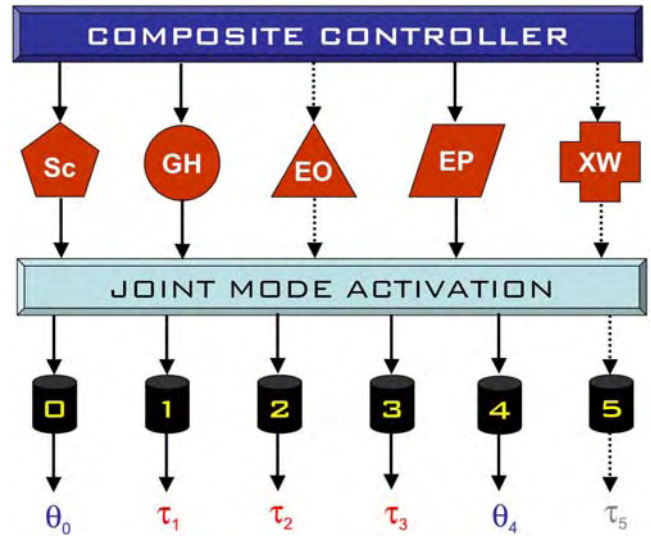 COMPOSITE CONTROLLER
Sc GH EO EP XW
JOINT MODE ACTIVATION
0 1 2 3 4 5
θ₀ τ₁ τ₂ τ₃ θ₄ τ₅